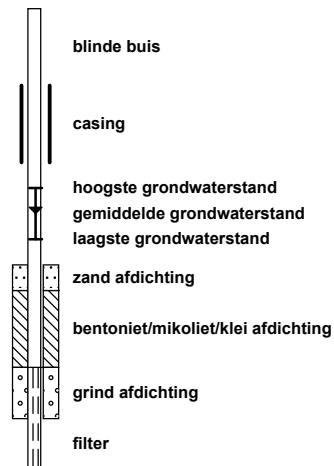 blinde buis
casing
hoogste grondwaterstand
gemiddelde grondwaterstand
laagste grondwaterstand
zand afdichting
bentoniet/mikoliet/klei afdichting
grind afdichting
filter